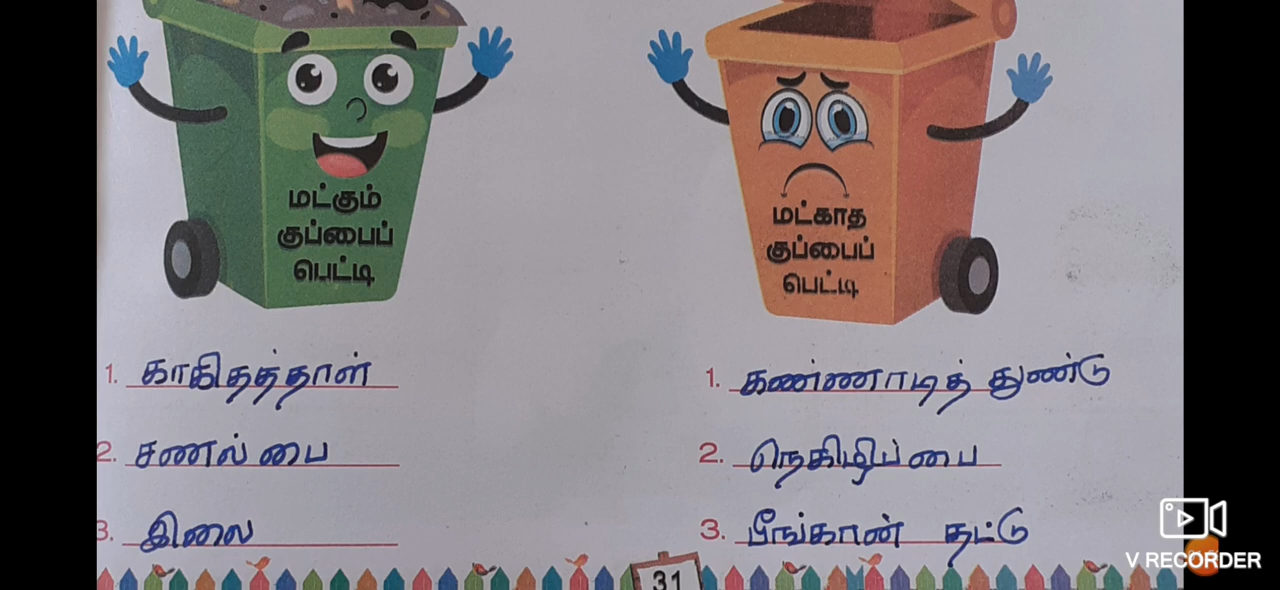 மட்கும்
குப்பைப்
பெட்டி
மட்காத
குப்பைப்
பெட்டி
1. காகிதத்தாள்
2. சணல் பை
3. இலை
1. கண்ணாடித் துண்டு
2. நெகிழிப் பை
3. பீங்கான் தட்டு
31
V RECORDER